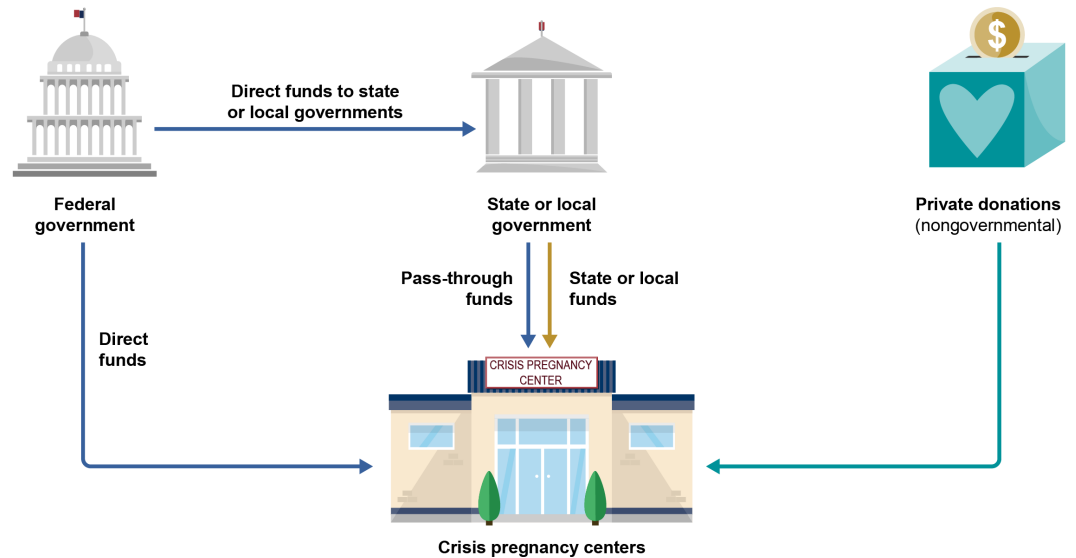 $
Direct funds to state
or local governments
Federal
government
State or local
government
Private donations
(nongovernmental)
Pass-through
funds
State or local
funds
Direct
funds
CRISIS PREGNANCY
CENTER
Crisis pregnancy centers